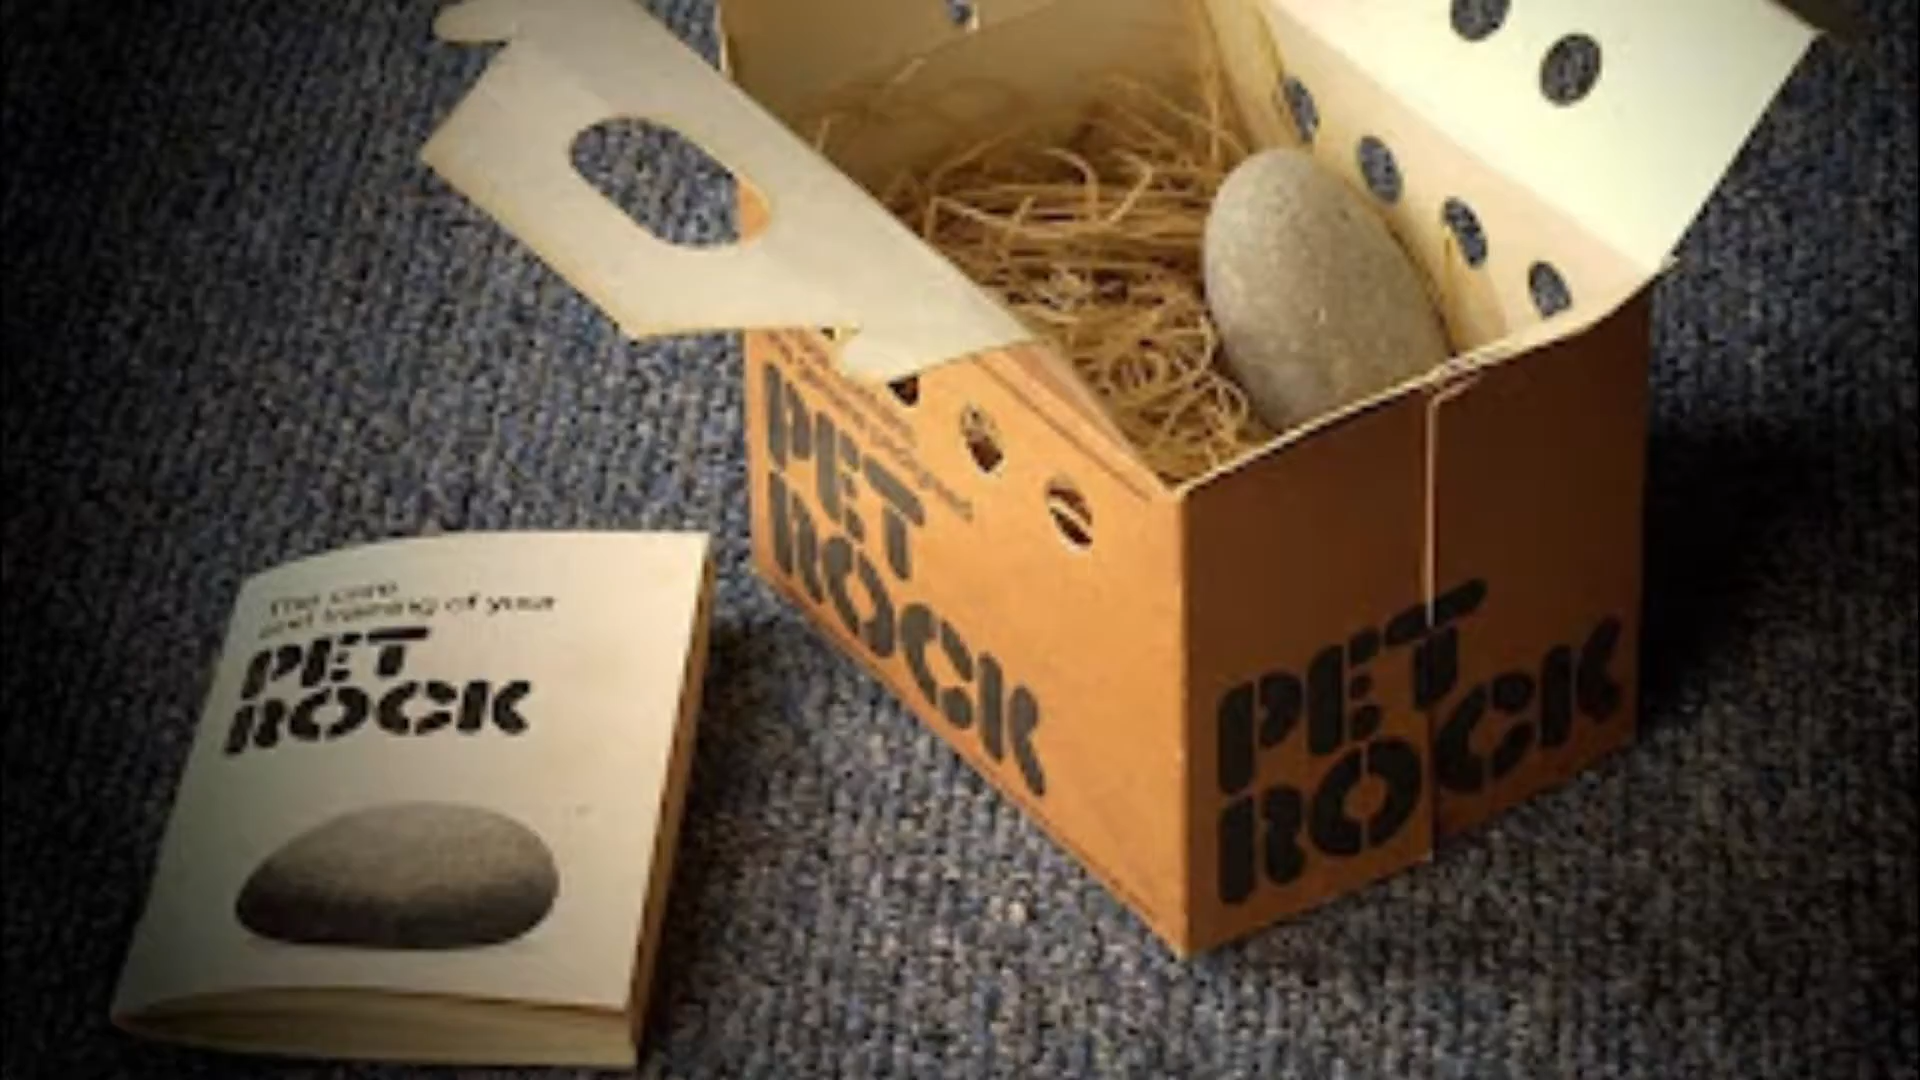 The care
and training of your
PET
ROCK
PET
ROCK
PET
ROCK